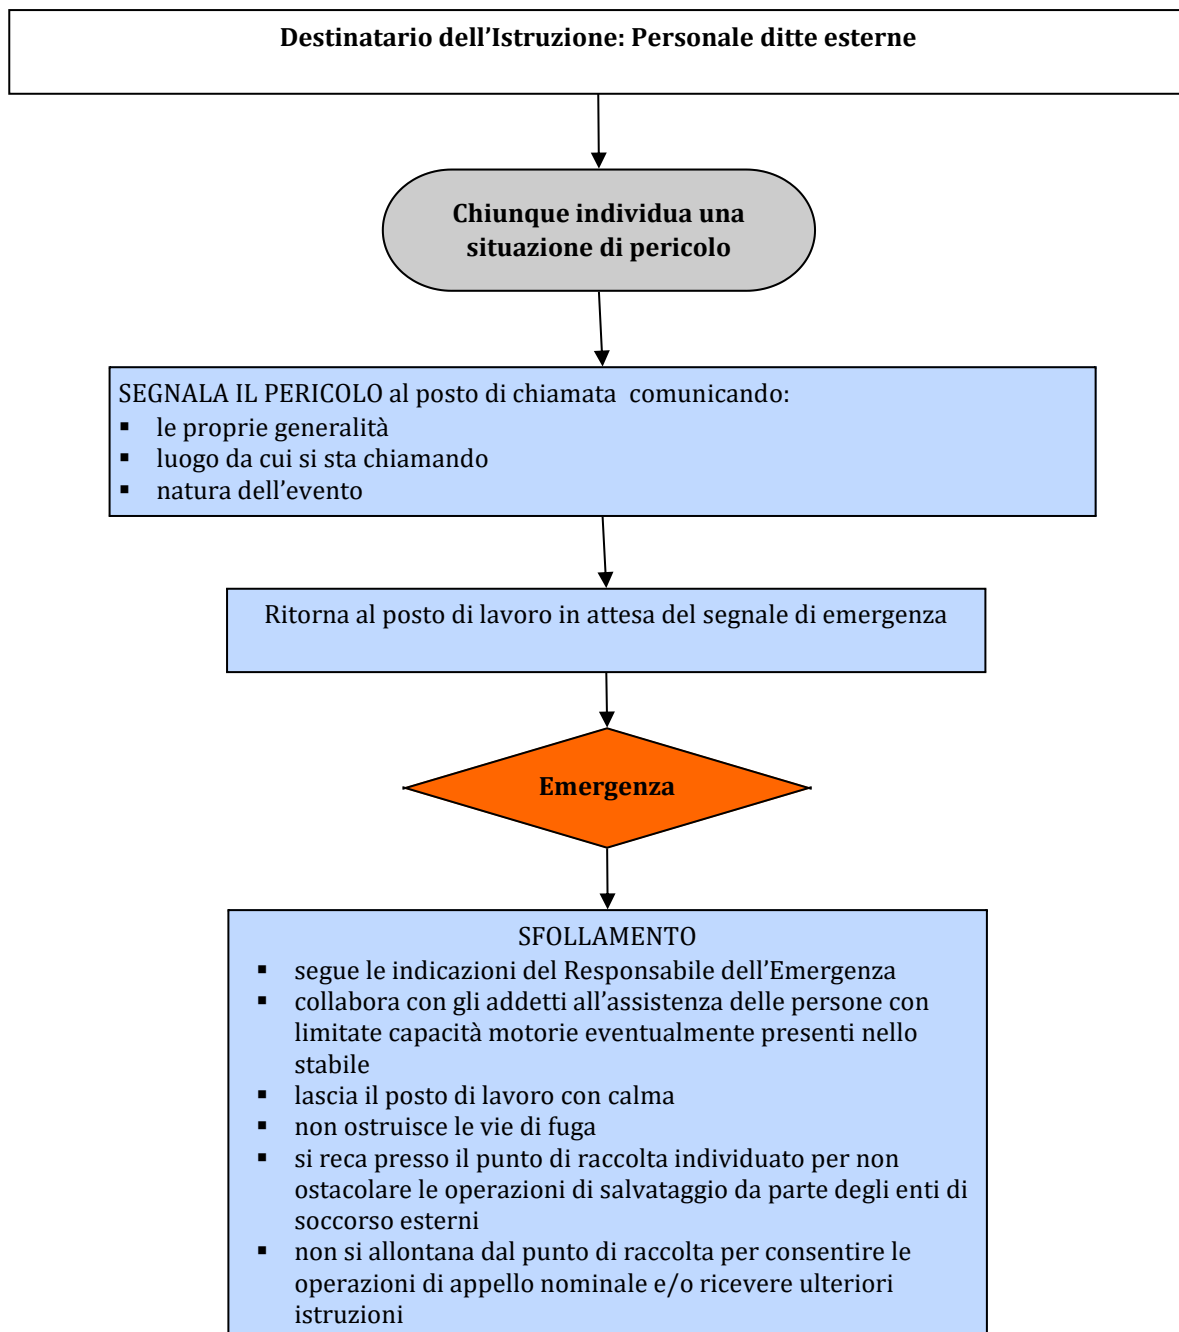 Destinatario dell’Istruzione: Personale ditte esterne
Chiunque individua una
situazione di pericolo
SEGNALA IL PERICOLO al posto di chiamata  comunicando:
▪ le proprie generalità
▪ luogo da cui si sta chiamando
▪ natura dell’evento
Ritorna al posto di lavoro in attesa del segnale di emergenza
Emergenza
SFOLLAMENTO
▪ segue le indicazioni del Responsabile dell’Emergenza
▪ collabora con gli addetti all’assistenza delle persone con
limitate capacità motorie eventualmente presenti nello
stabile
▪ lascia il posto di lavoro con calma
▪ non ostruisce le vie di fuga
▪ si reca presso il punto di raccolta individuato per non
ostacolare le operazioni di salvataggio da parte degli enti di
soccorso esterni
▪ non si allontana dal punto di raccolta per consentire le
operazioni di appello nominale e/o ricevere ulteriori
istruzioni